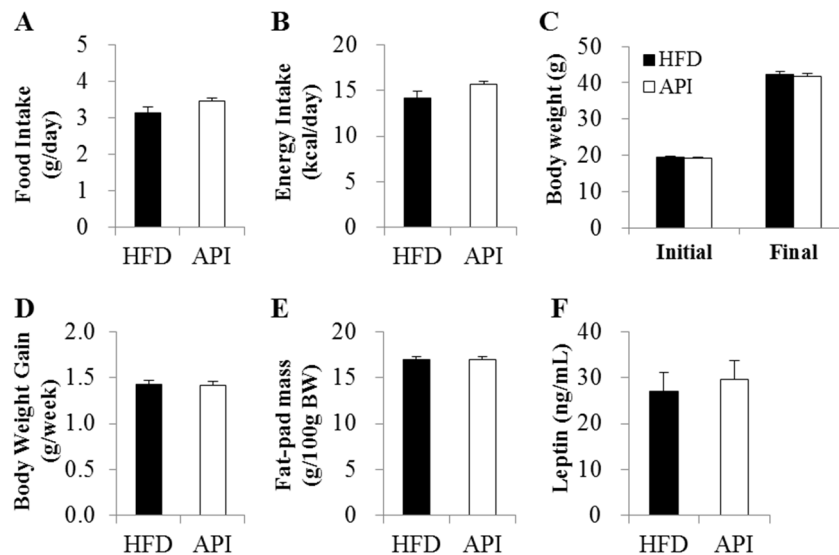 A
Food Intake
(g/day)
5
4
3
2
1
0
HFD API
B
Energy Intake
(kcal/day)
20
15
10
5
0
HFD API
C
Body weight (g)
50
40
30
20
10
0
HFD
API
Initial Final
D
Body Weight Gain
(g/week)
2.0
1.5
1.0
0.5
0.0
HFD API
E
Fat-pad mass
(g/100g BW)
20
15
10
5
0
HFD API
F
Leptin (ng/mL)
40
30
20
10
0
HFD API